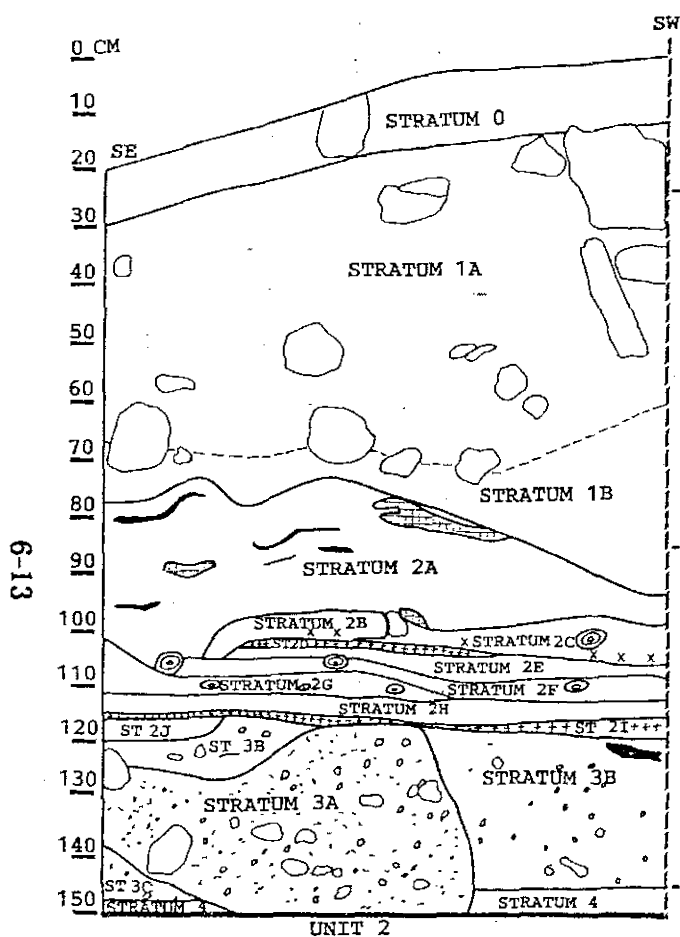 SW
0 CM
10
STRATUM 0
20
SE
30
STRATUM 1A
40
50
60
70
STRATUM 1B
80
90
STRATUM 2A
100
STRATUM 2B
STRATUM 2C
ST2D
STRATUM 2E
110
STRATUM 2G
STRATUM 2F
STRATUM 2H
120
ST 2J
ST 2I
ST 3B
130
STRATUM 3B
STRATUM 3A
140
ST 3C
150
STRATUM 4
STRATUM 4
UNIT 2
6-13